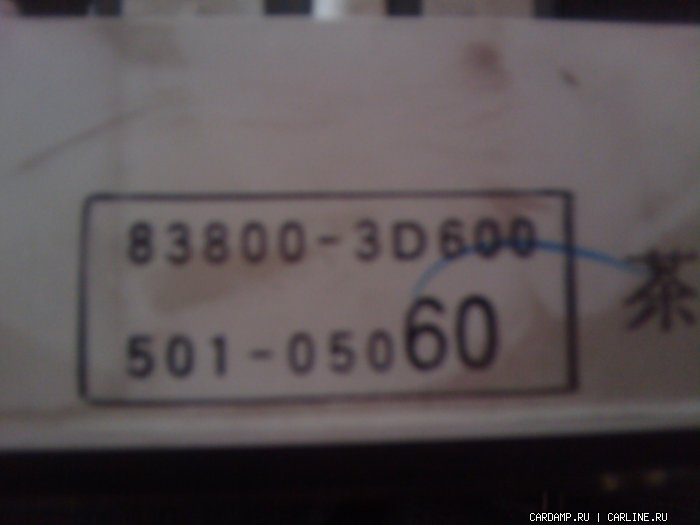 83800-3D600
501-05060
茶
CARDAMP.RU | CARLINE.RU